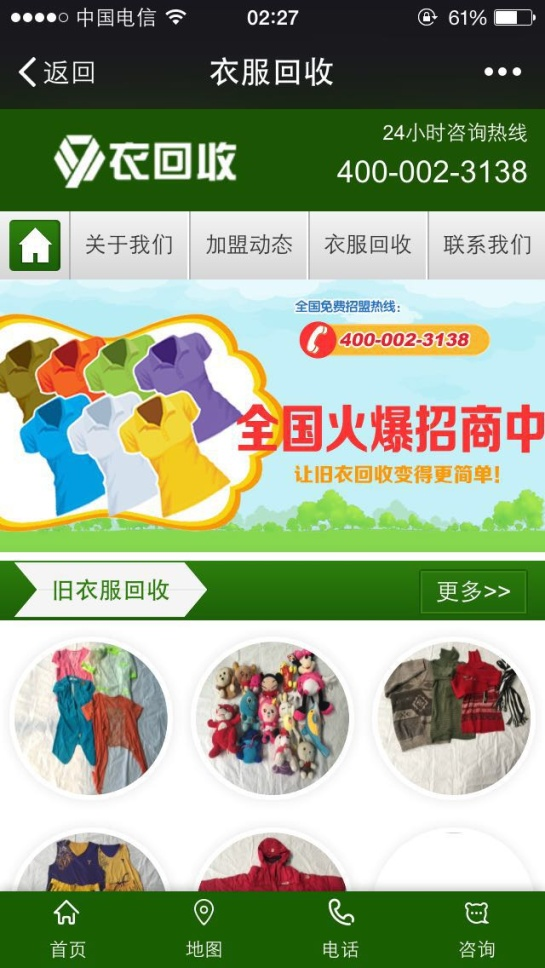 中国电信 02:27 61%
返回 衣服回收
24小时咨询热线
衣回收 400-002-3138
关于我们 加盟动态 衣服回收 联系我们
全国免费招盟热线:
400-002-3138
全国火爆招商中
让旧衣回收变得更简单!
旧衣服回收 更多>>
首页 地图 电话 咨询